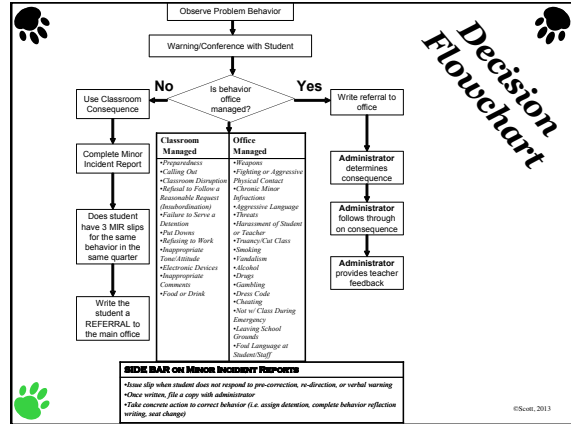 Observe Problem Behavior
Decision
Flowchart
Warning/Conference with Student
No
Is behavior
office
managed?
Yes
Use Classroom
Consequence
Write referral to
office
Complete Minor
Incident Report
Does student
have 3 MIR slips
for the same
behavior in the
same quarter
Write the
student a
REFERRAL to
the main office
Classroom
Managed
•Preparedness
•Calling Out
•Classroom Disruption
•Refusal to Follow a
Reasonable Request
(Insubordination)
•Failure to Serve a
Detention
•Put Downs
•Refusing to Work
•Inappropriate
Tone/Attitude
•Electronic Devices
•Inappropriate
Comments
•Food or Drink
Office
Managed
•Weapons
•Fighting or Aggressive
Physical Contact
•Chronic Minor
Infractions
•Aggressive Language
•Threats
•Harassment of Student
or Teacher
•Truancy/Cut Class
•Smoking
•Vandalism
•Alcohol
•Drugs
•Gambling
•Dress Code
•Cheating
•Not w/ Class During
Emergency
•Leaving School
Grounds
•Foul Language at
Student/Staff
Administrator
determines
consequence
Administrator
follows through
on consequence
Administrator
provides teacher
feedback
SIDE BAR on Minor Incident Reports
•Issue slip when student does not respond to pre-correction, re-direction, or verbal warning
•Once written, file a copy with administrator
•Take concrete action to correct behavior (i.e. assign detention, complete behavior reflection
writing, seat change)
©Scott, 2013